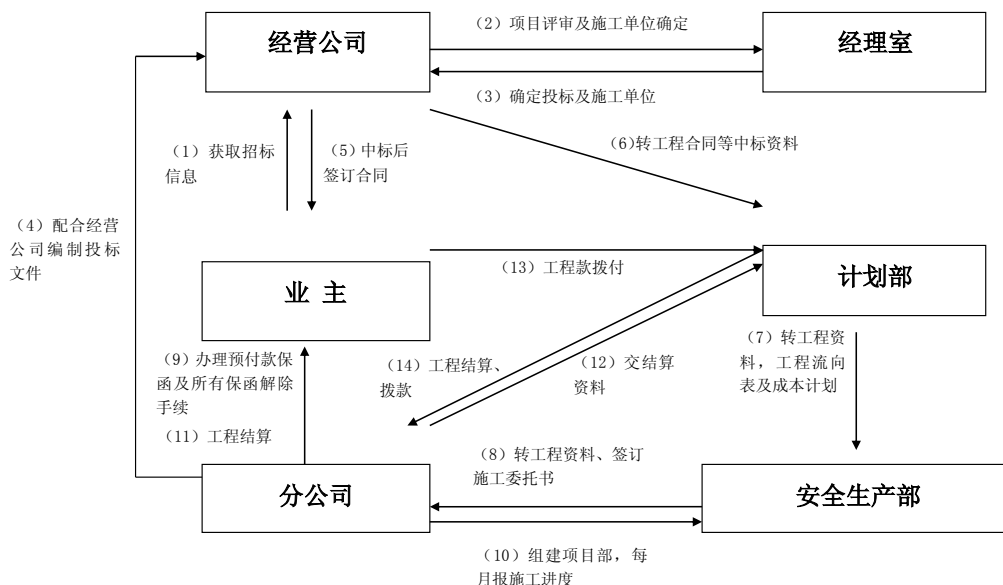 经营公司
(2)项目评审及施工单位确定
经理室
(3)确定投标及施工单位
(1)获取招标
信息
(5)中标后
签订合同
(6)转工程合同等中标资料
(4)配合经营
公司编制投标
文件
(13)工程款拨付
业 主
计划部
(9)办理预付款保
函及所有保函解除
手续
(11)工程结算
(14)工程结算、
拨款
(12)交结算
资料
(7)转工程资
料，工程流向
表及成本计划
(8)转工程资料、签订
施工委托书
分公司
安全生产部
(10)组建项目部，每
月报施工进度